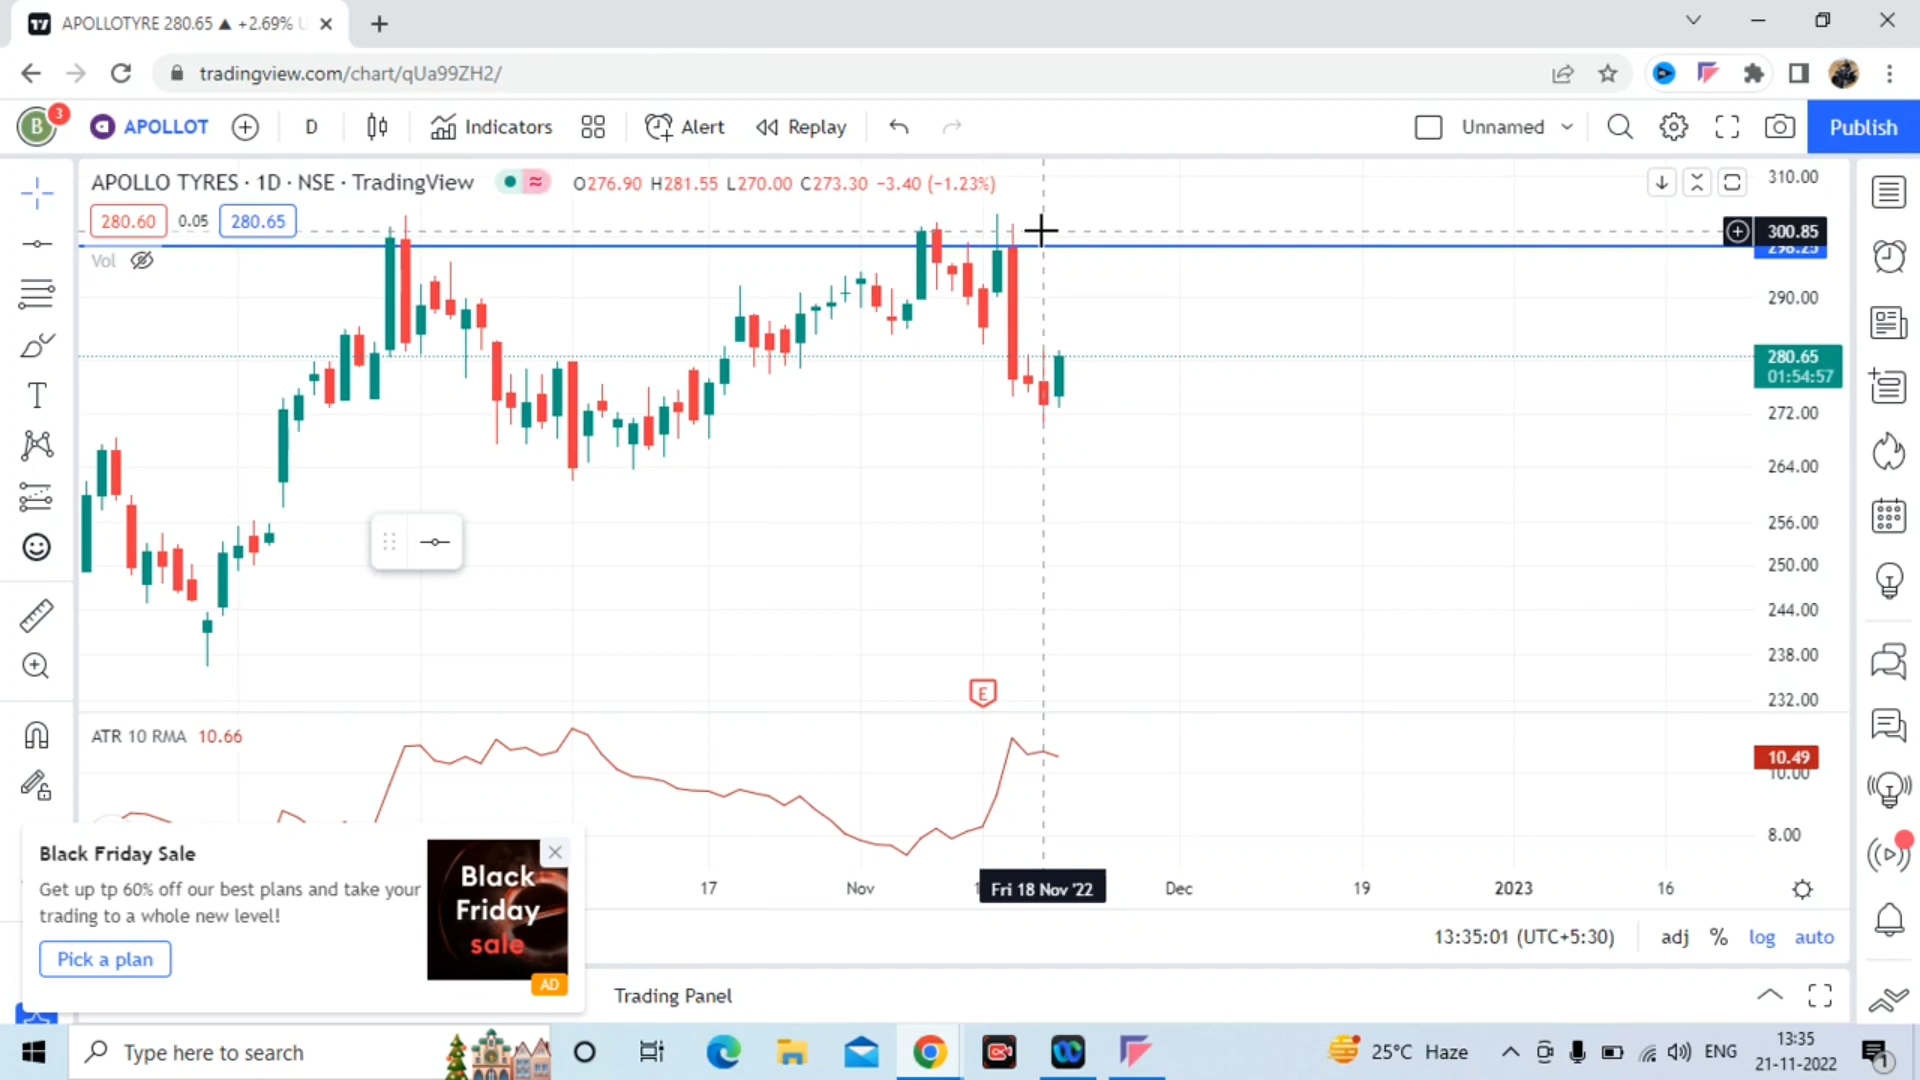 APOLLOTYRE 280.65 ▲ +2.69% U
tradingview.com/chart/qUa99ZH2/
B
3
APOLLOT
D
Indicators
Alert
Replay
Unnamed
Publish
APOLLO TYRES · 1D · NSE · TradingView
O276.90 H281.55 L270.00 C273.30 −3.40 (−1.23%)
280.60
0.05
280.65
Vol
310.00
300.85
298.25
290.00
280.65
01:54:57
272.00
264.00
256.00
250.00
244.00
238.00
232.00
E
ATR 10 RMA 10.66
10.49
10.00
8.00
17
Nov
Fri 18 Nov '22
Dec
19
2023
16
Black Friday Sale
Get up tp 60% off our best plans and take your
trading to a whole new level!
Pick a plan
Black
Friday
sale
AD
13:35:01 (UTC+5:30)
adj
%
log
auto
Trading Panel
Type here to search
25°C Haze
ENG
13:35
21-11-2022
1